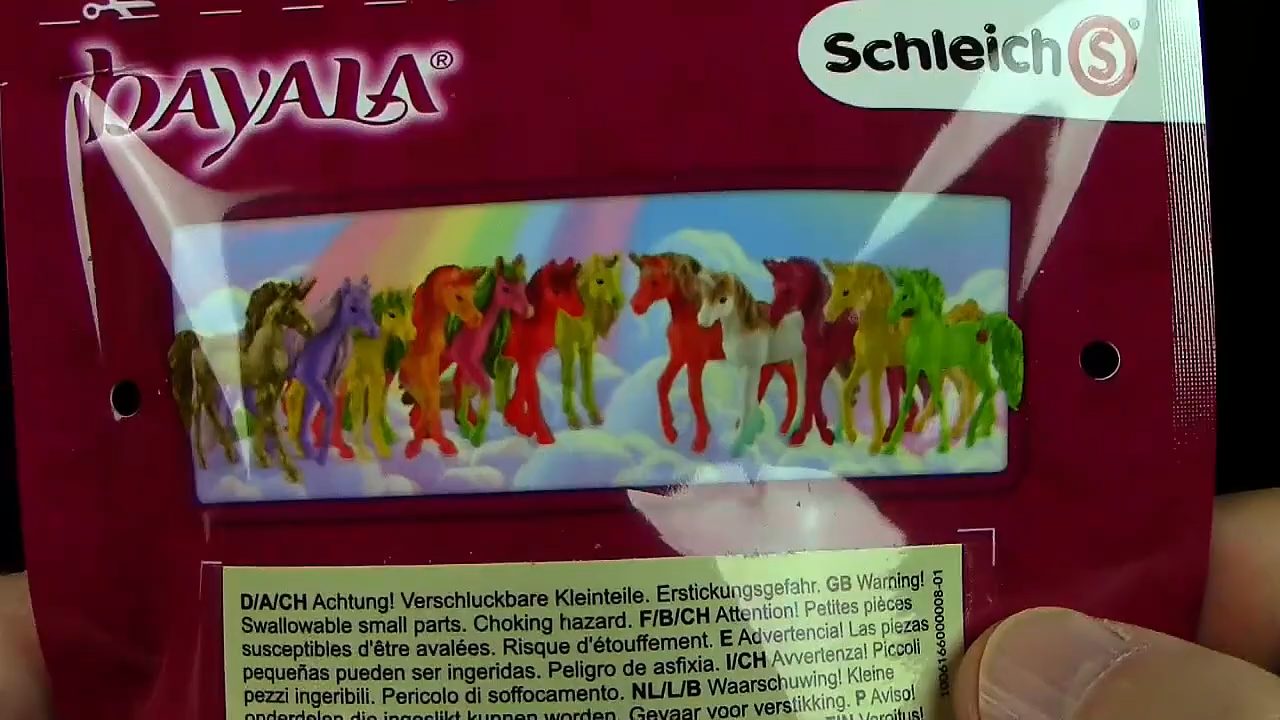 bAYALA®
Schleich S®
D/A/CH Achtung! Verschluckbare Kleinteile. Erstickungsgefahr. GB Warning!
Swallowable small parts. Choking hazard. F/B/CH Attention! Petites pièces
susceptibles d'être avalées. Risque d'étouffement. E Advertencia! Las piezas
pequeñas pueden ser ingeridas. Peligro de asfixia. I/CH Avvertenza! Piccoli
pezzi ingeribili. Pericolo di soffocamento. NL/L/B Waarschuwing! Kleine
onderdelen die ingeslikt kunnen worden. Gevaar voor verstikking. P Aviso!